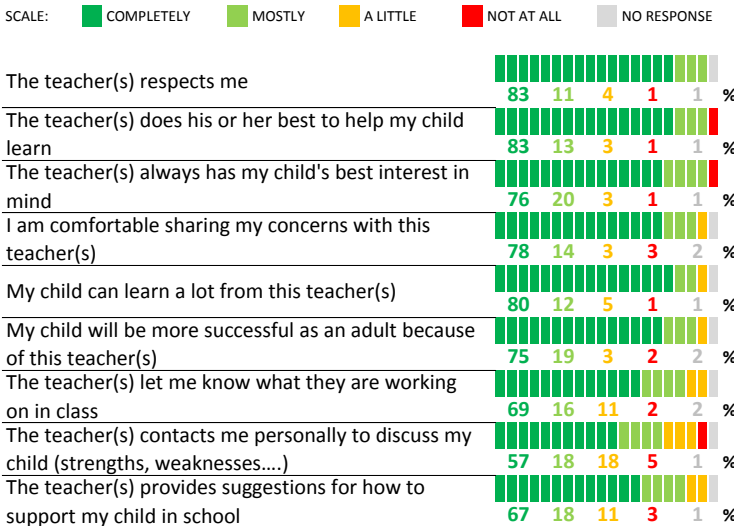 SCALE: COMPLETELY MOSTLY A LITTLE NOT AT ALL NO RESPONSE
The teacher(s) respects me
83 11 4 1 1 %
The teacher(s) does his or her best to help my child
learn
83 13 3 1 1 %
The teacher(s) always has my child's best interest in
mind
76 20 3 1 1 %
I am comfortable sharing my concerns with this
teacher(s)
78 14 3 3 2 %
My child can learn a lot from this teacher(s)
80 12 5 1 1 %
My child will be more successful as an adult because
of this teacher(s)
75 19 3 2 2 %
The teacher(s) let me know what they are working
on in class
69 16 11 2 2 %
The teacher(s) contacts me personally to discuss my
child (strengths, weaknesses....)
57 18 18 5 1 %
The teacher(s) provides suggestions for how to
support my child in school
67 18 11 3 1 %